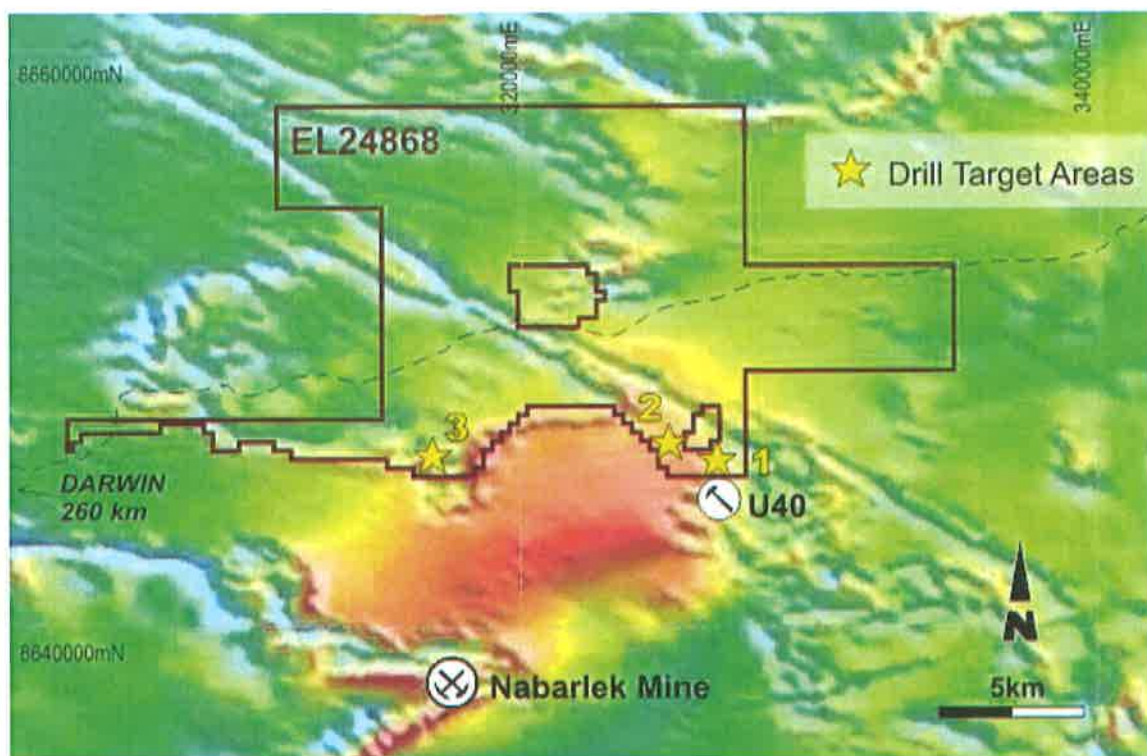 8660000mN
320000mE
340000mE
EL24868
Drill Target Areas
2
3
1
U40
DARWIN
260 km
N
8640000mN
Nabarlek Mine
5km